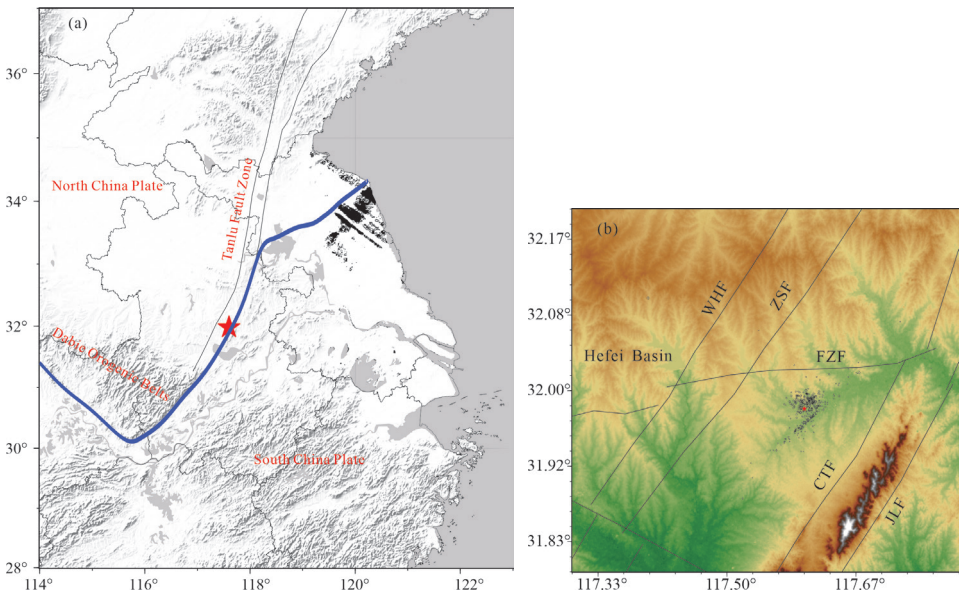 (a)
36°
34°
32°
30°
28°
114°
116°
118°
120°
122°
North China Plate
Tanlu Fault Zone
Dabie Orogenic Belts
South China Plate
(b)
32.17°
32.08°
32.00°
31.92°
31.83°
117.33°
117.50°
117.67°
WHF
ZSF
Hefei Basin
FZF
CTF
JLF